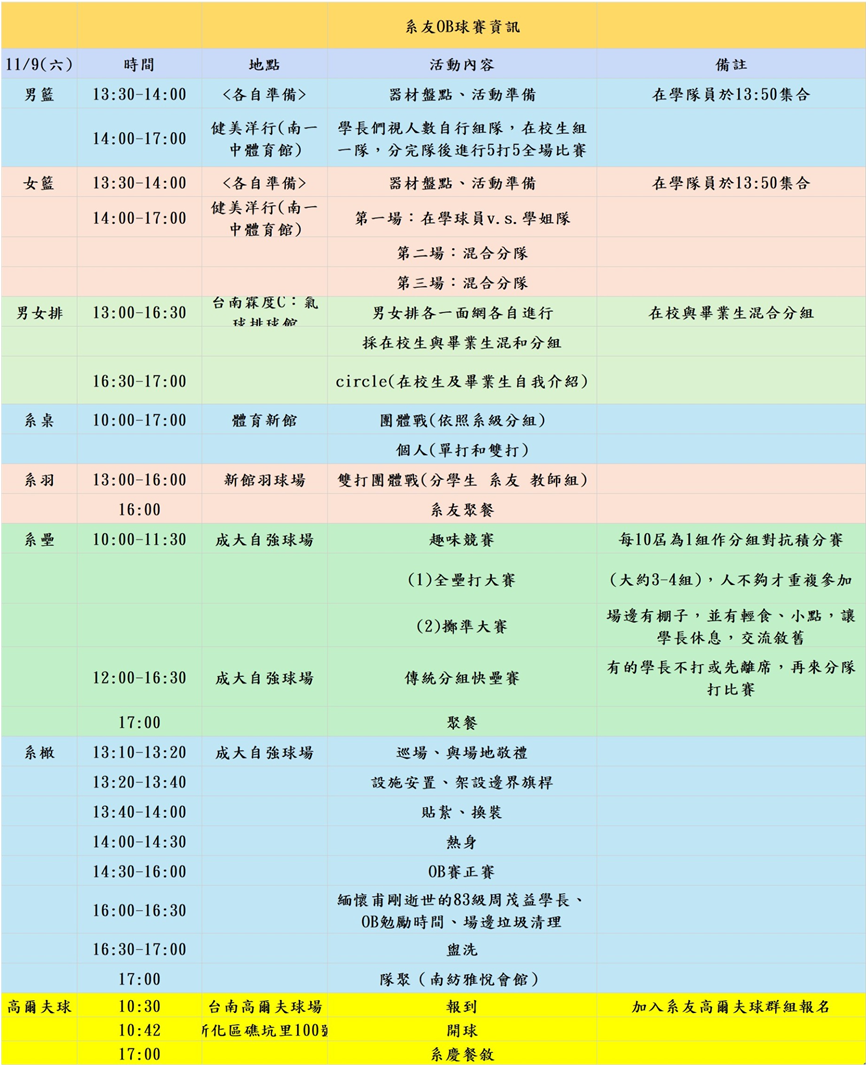 系友OB球賽資訊
11/9(六) 時間 地點 活動內容 備註
男籃 13:30-14:00 <各自準備> 器材盤點、活動準備 在學隊員於13:50集合
14:00-17:00 健美洋行(南一中體育館) 學長們視人數自行組隊，在校生組一隊，分完隊後進行5打5全場比賽
女籃 13:30-14:00 <各自準備> 器材盤點、活動準備 在學隊員於13:50集合
14:00-17:00 健美洋行(南一中體育館) 第一場：在學球員v.s.學姐隊
第二場：混合分隊
第三場：混合分隊
男女排 13:00-16:30 台南霖度C：氣球排球館 男女排各一面網各自進行 在校與畢業生混合分組
採在校生與畢業生混和分組
16:30-17:00 circle(在校生及畢業生自我介紹)
系桌 10:00-17:00 體育新館 團體戰(依照系級分組)
個人(單打和雙打)
系羽 13:00-16:00 新館羽球場 雙打團體戰(分學生 系友 教師組)
16:00 系友聚餐
系壘 10:00-11:30 成大自強球場 趣味競賽 每10屆為1組作分組對抗積分賽
(1)全壘打大賽 (大約3-4組)，人不夠才重複參加
(2)擲準大賽 場邊有棚子，並有輕食、小點，讓學長休息，交流敘舊
12:00-16:30 成大自強球場 傳統分組快壘賽 有的學長不打或先離席，再來分隊打比賽
17:00 聚餐
系橄 13:10-13:20 成大自強球場 巡場、與場地敬禮
13:20-13:40 設施安置、架設邊界旗桿
13:40-14:00 貼紮、換裝
14:00-14:30 熱身
14:30-16:00 OB賽正賽
16:00-16:30 緬懷甫剛逝世的83級周茂益學長、OB勉勵時間、場邊垃圾清理
16:30-17:00 盥洗
17:00 隊聚（南紡雅悅會館）
高爾夫球 10:30 台南高爾夫球場 報到 加入系友高爾夫球群組報名
10:42 新化區礁坑里100號 開球
17:00 系慶餐敘